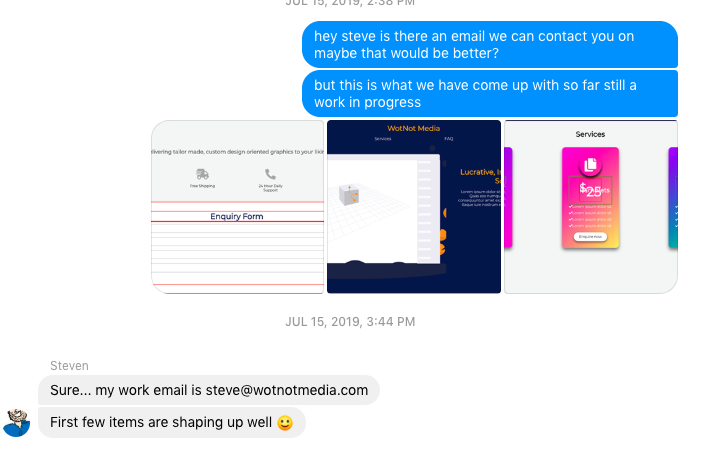 JUL 15, 2019, 2:38 PM
hey steve is there an email we can contact you on
maybe that would be better?
but this is what we have come up with so far still a
work in progress
livering tailor made, custom design oriented graphics to your likin
Free Shipping
24 Hour Daily
Support
Enquiry Form
WotNot Media
Services
FAQ
Lucrative, In
So
Services
$25
JUL 15, 2019, 3:44 PM
Steven
Sure... my work email is steve@wotnotmedia.com
First few items are shaping up well